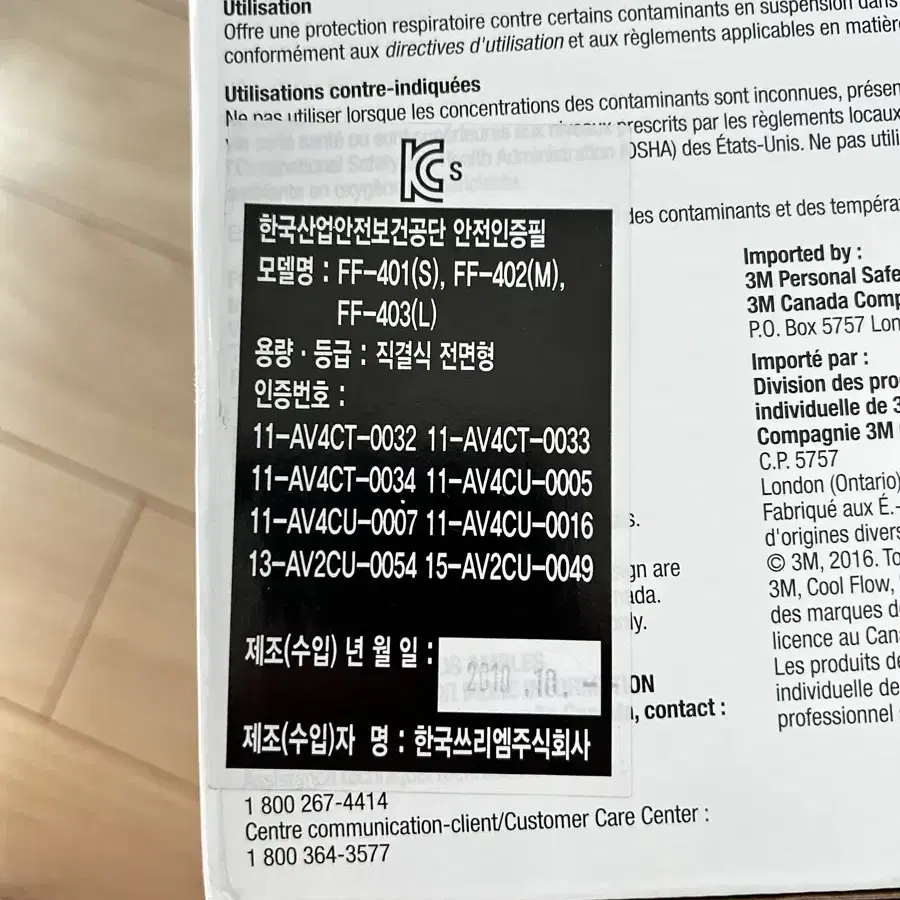 Utilisation
Offre une protection respiratoire contre certains contaminants en suspension dans
conformément aux directives d'utilisation et aux règlements applicables en matière
Utilisations contre-indiquées
Ne pas utiliser lorsque les concentrations des contaminants sont inconnues, présen
prescrits par les règlements locaux
OSHA) des États-Unis. Ne pas utili
des contaminants et des tempéra
KCs
한국산업안전보건공단 안전인증필
모델명 : FF-401(S), FF-402(M),
FF-403(L)
용량 · 등급 : 직결식 전면형
인증번호 :
11-AV4CT-0032 11-AV4CT-0033
11-AV4CT-0034 11-AV4CU-0005
11-AV4CU-0007 11-AV4CU-0016
13-AV2CU-0054 15-AV2CU-0049
제조(수입) 년 월 일 :
제조(수입)자 명 : 한국쓰리엠주식회사
s.
gn are
ada.
ly.
ON
, contact :
1 800 267-4414
Centre communication-client/Customer Care Center :
1 800 364-3577
Imported by :
3M Personal Safe
3M Canada Comp
P.O. Box 5757 Lon
Importé par :
Division des pro
individuelle de 3
Compagnie 3M
C.P. 5757
London (Ontario)
Fabriqué aux É.-
d'origines divers
© 3M, 2016. To
3M, Cool Flow,
des marques d
licence au Can
Les produits de
individuelle de
professionnel